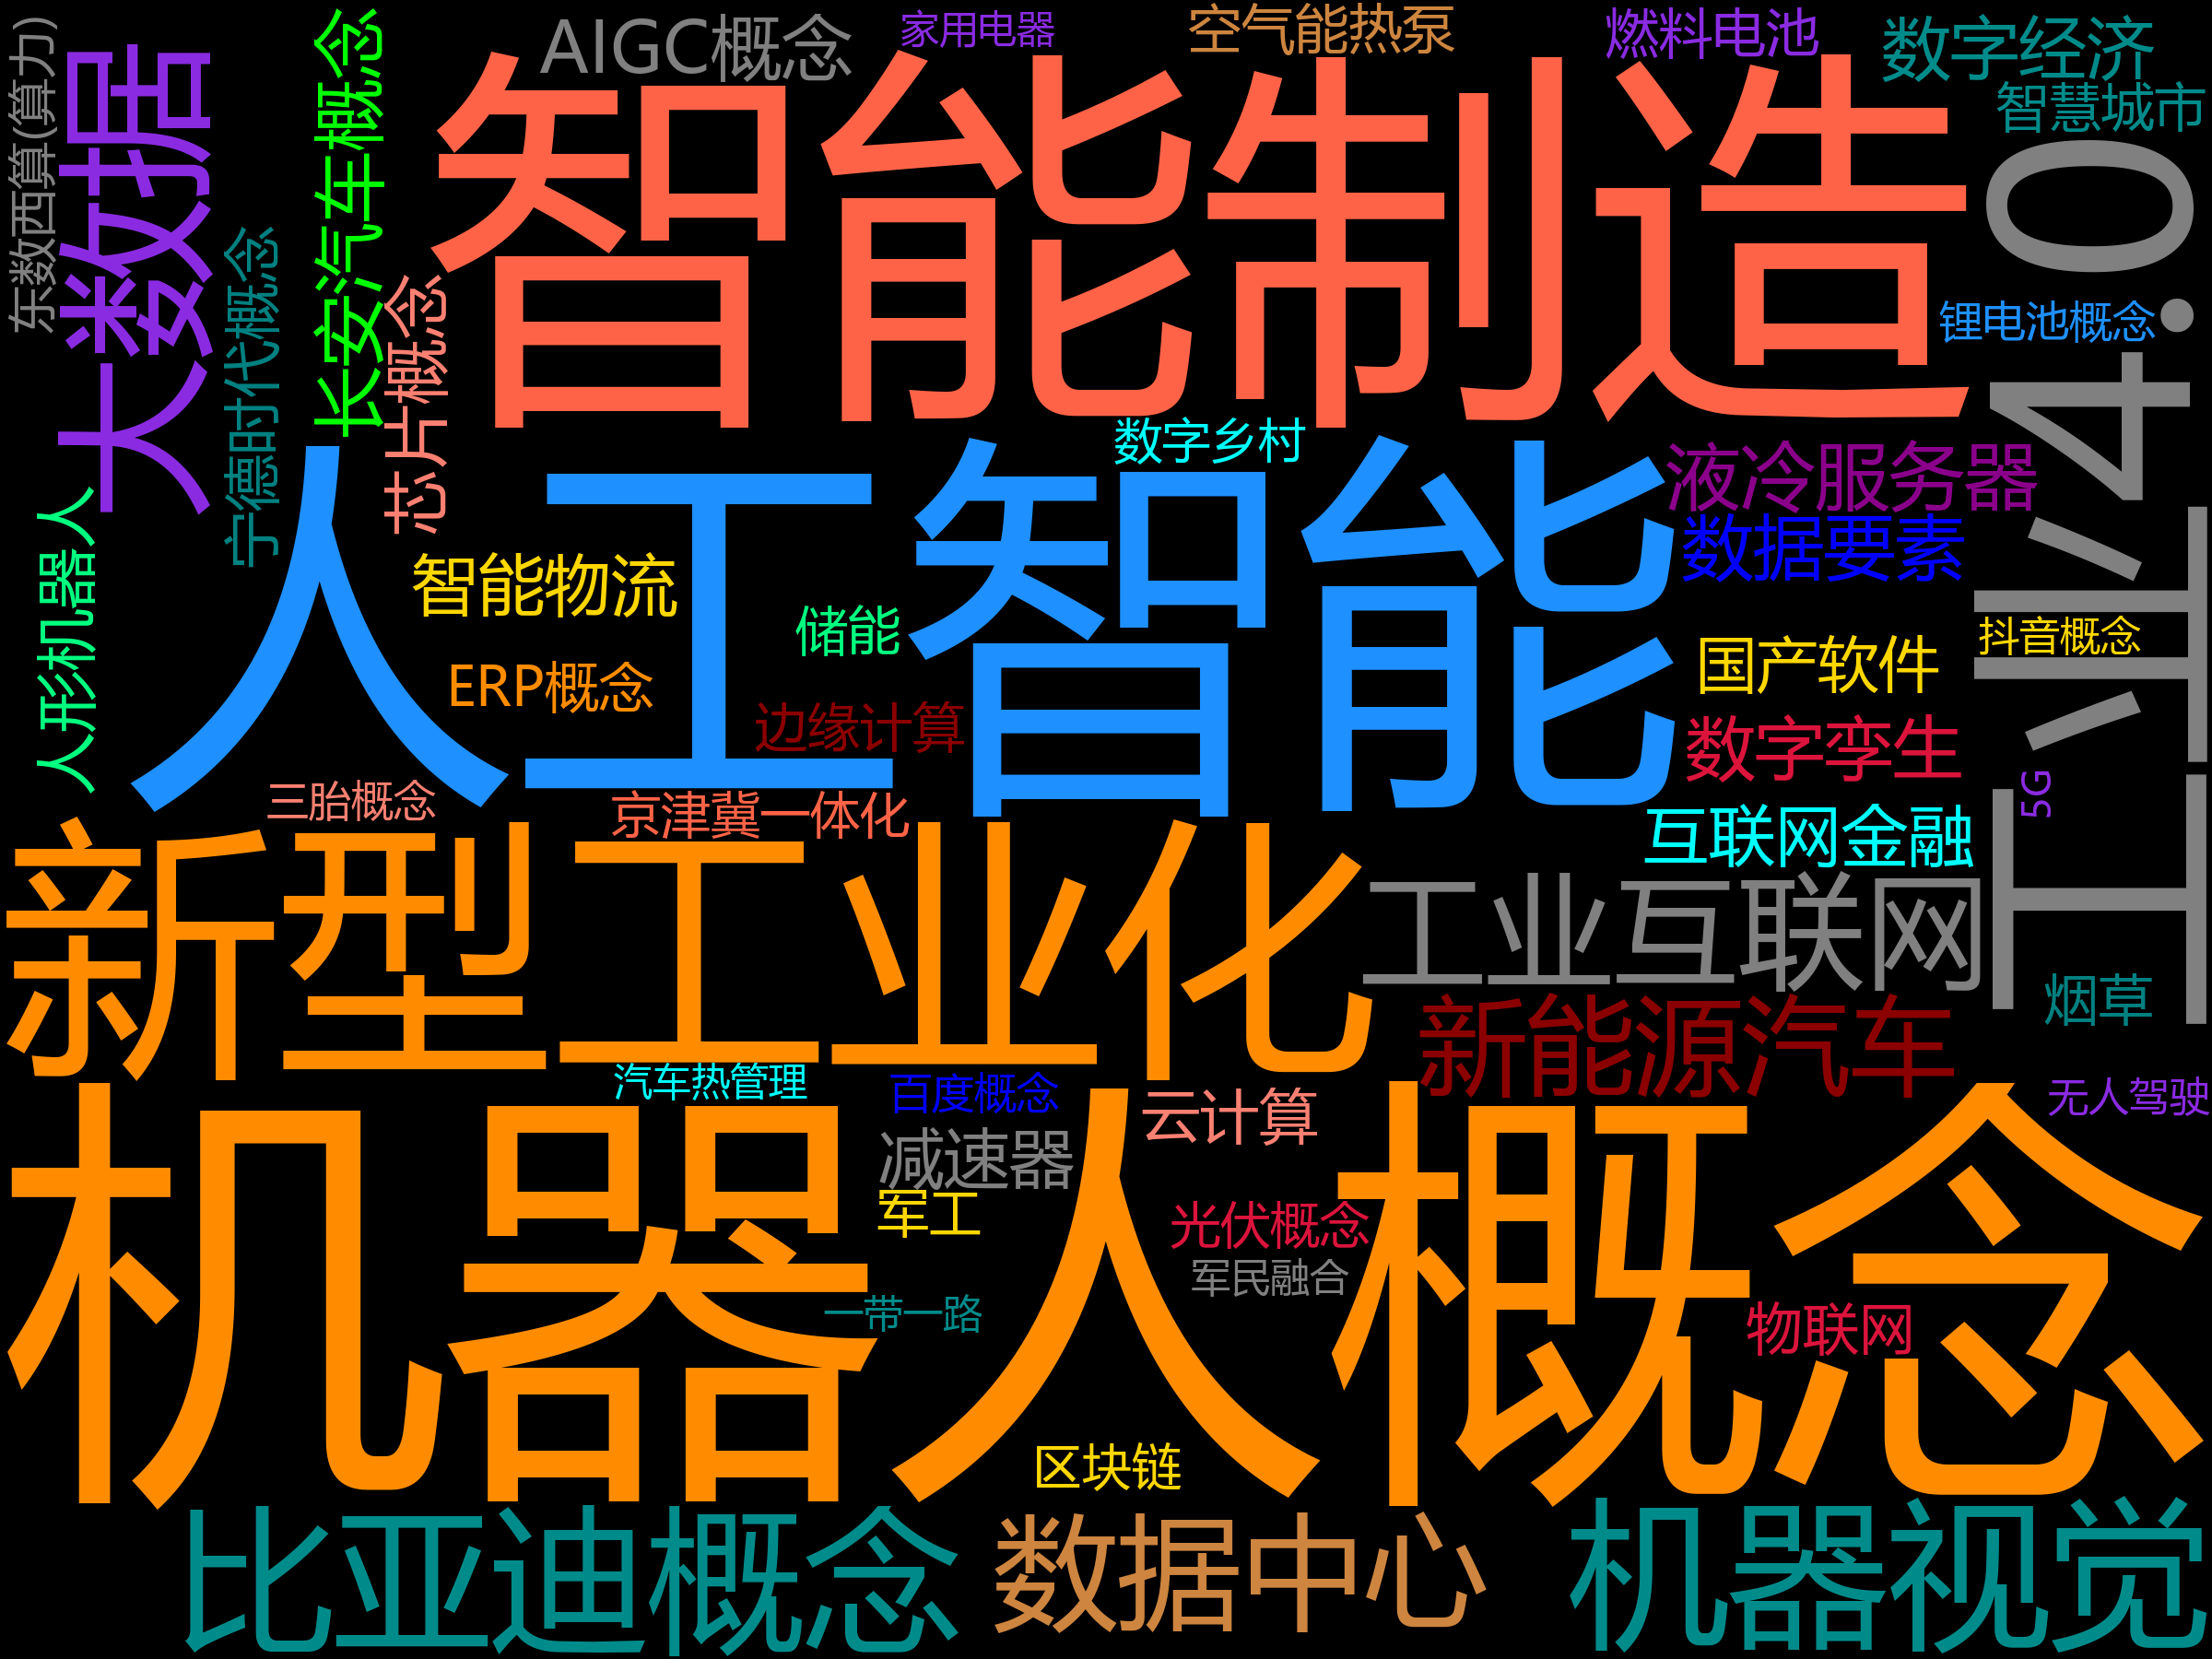 AIGC概念
家用电器
空气能热泵
燃料电池
数字经济
智慧城市
东数西算(算力)
大数据
宁德时代概念
长安汽车概念
芯片概念
智能制造
锂电池概念
工业4.0
人形机器人
人工智能
数字乡村
液冷服务器
数据要素
智能物流
储能
国产软件
抖音概念
ERP概念
边缘计算
数字孪生
5G
三胎概念
京津冀一体化
互联网金融
新型工业化
工业互联网
烟草
新能源汽车
汽车热管理
百度概念
云计算
无人驾驶
机器人概念
减速器
军工
光伏概念
军民融合
一带一路
物联网
区块链
比亚迪概念
数据中心
机器视觉